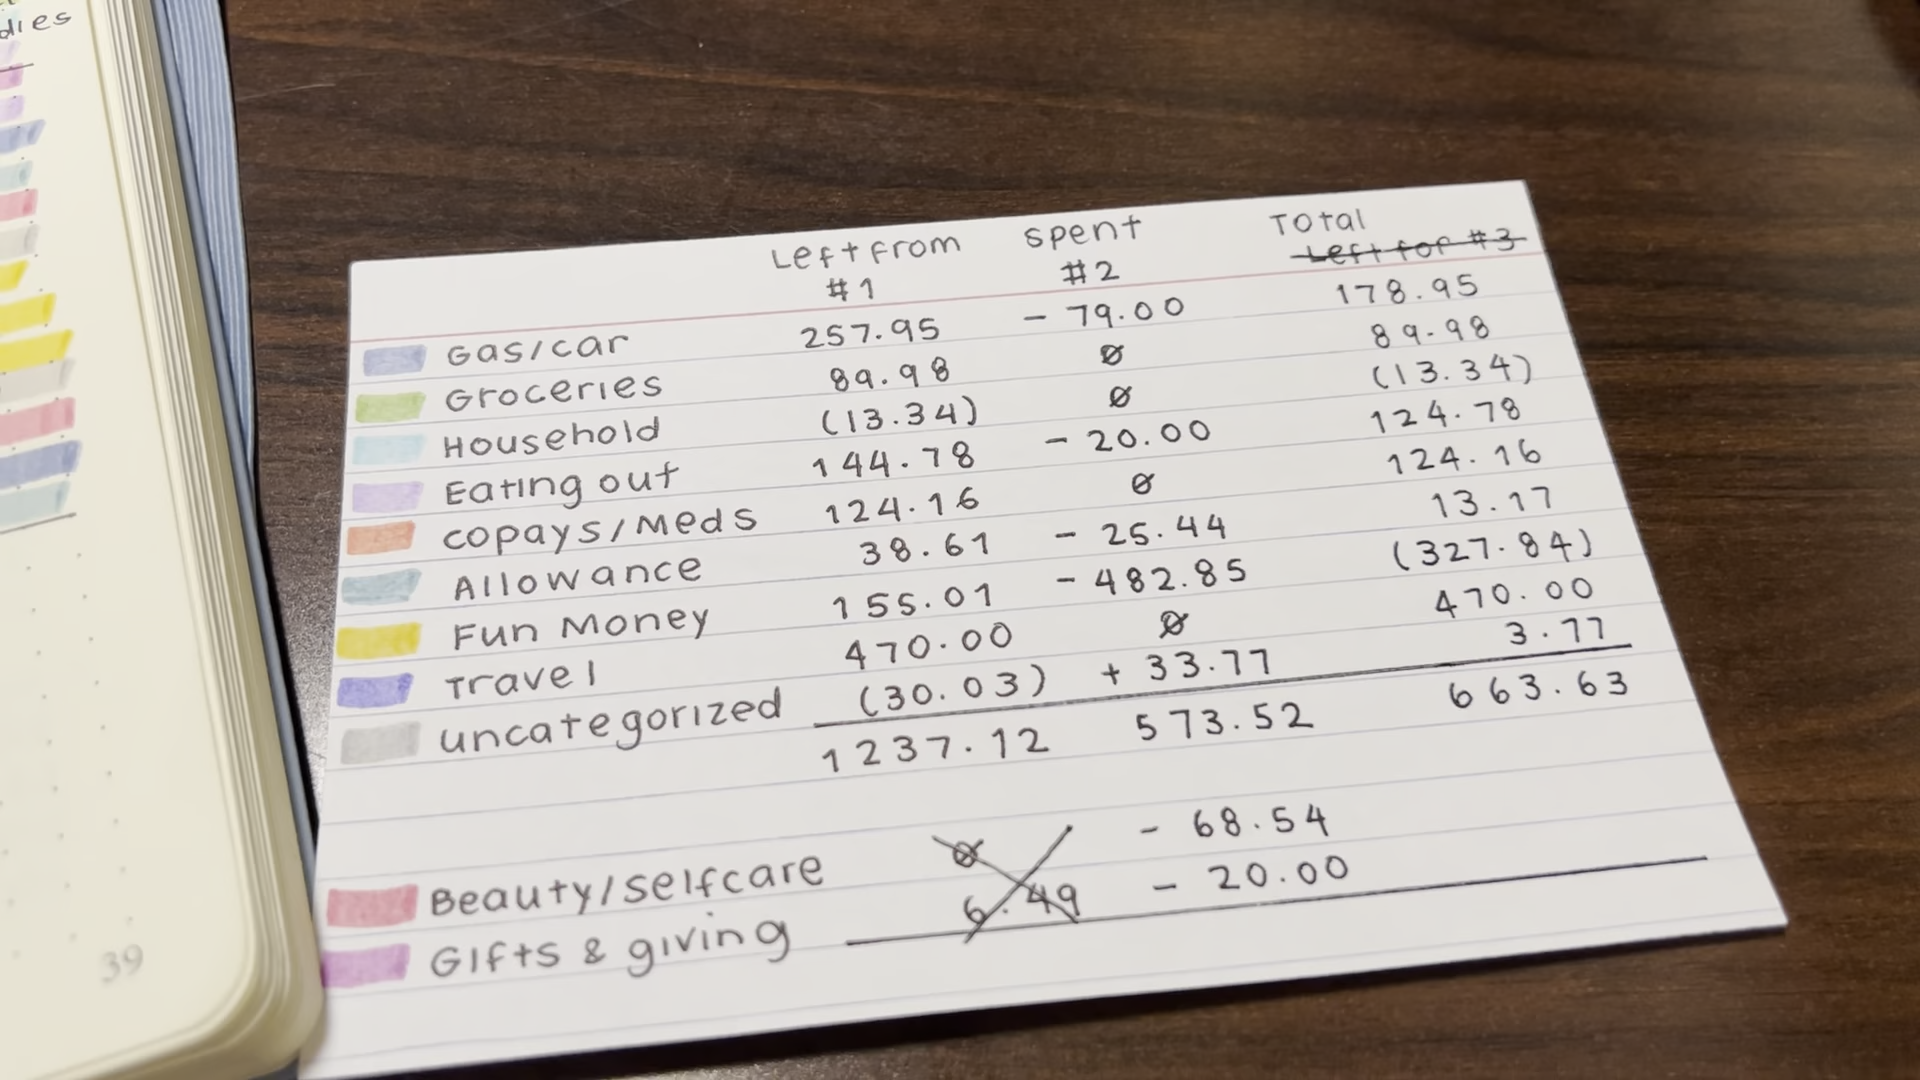 dies
Left from Spent Total
#1 #2 Left for #3
Gas/car 257.95 - 79.00 178.95
Groceries 89.98 Ø 89.98
Household (13.34) Ø (13.34)
Eating out 144.78 - 20.00 124.78
Copays/Meds 124.16 Ø 124.16
Allowance 38.61 - 25.44 13.17
Fun Money 155.01 - 482.85 (327.84)
Travel 470.00 Ø 470.00
Uncategorized (30.03) + 33.77 3.77
1237.12 573.52 663.63
Beauty/selfcare Ø - 68.54
Gifts & giving 6.49 - 20.00
39